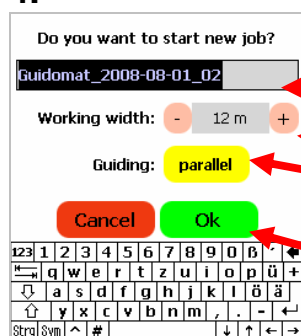 Do you want to start new job?
Guidomat_2008-08-01_02
Working width: - 12 m +
Guiding: parallel
Cancel Ok
123 1 2 3 4 5 6 7 8 9 0 ß ´
q w e r t z u i o p ü +
a s d f g h j k l ö ä
y x c v b n m , . -
Strg Sym ^ #